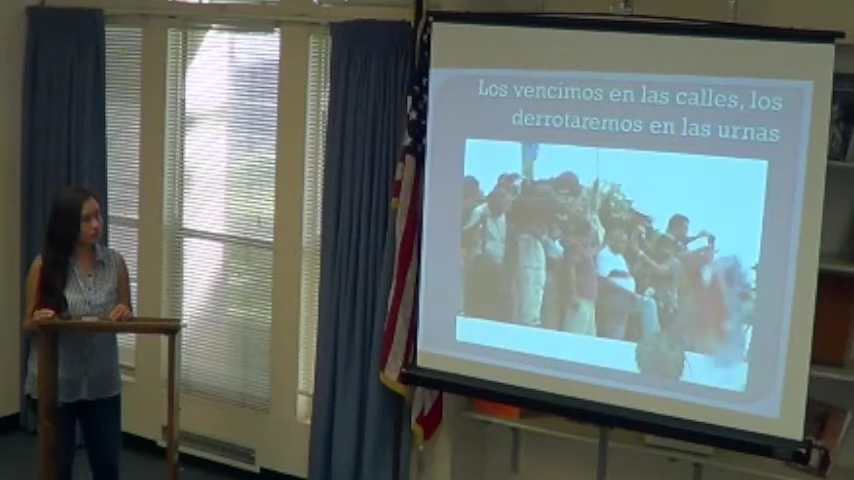 Los vencimos en las calles, los
derrotaremos en las urnas